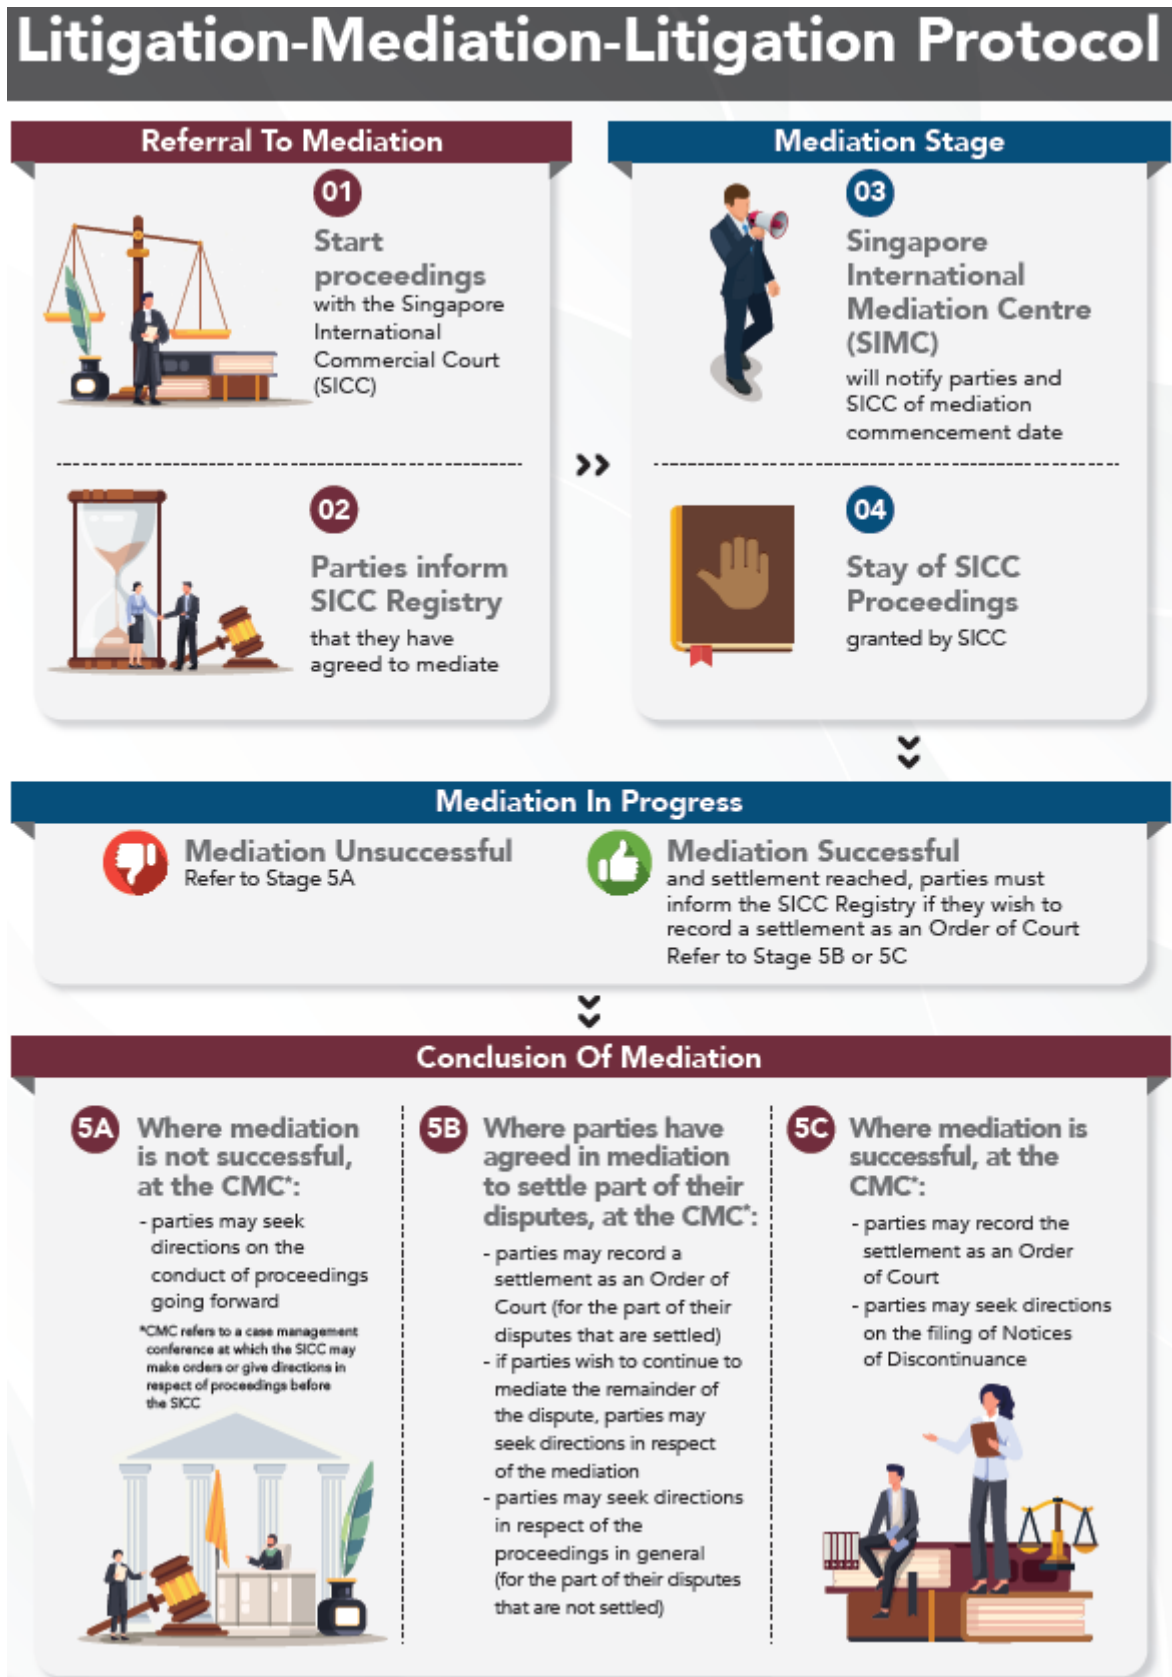 Litigation-Mediation-Litigation Protocol
Referral To Mediation
01
Start
proceedings
with the Singapore
International
Commercial Court
(SICC)
02
Parties inform
SICC Registry
that they have
agreed to mediate
Mediation Stage
03
Singapore
International
Mediation Centre
(SIMC)
will notify parties and
SICC of mediation
commencement date
04
Stay of SICC
Proceedings
granted by SICC
Mediation In Progress
Mediation Unsuccessful
Refer to Stage 5A
Mediation Successful
and settlement reached, parties must
inform the SICC Registry if they wish to
record a settlement as an Order of Court
Refer to Stage 5B or 5C
Conclusion Of Mediation
5A
Where mediation
is not successful,
at the CMC*:
- parties may seek
directions on the
conduct of proceedings
going forward
*CMC refers to a case management
conference at which the SICC may
make orders or give directions in
respect of proceedings before
the SICC
5B
Where parties have
agreed in mediation
to settle part of their
disputes, at the CMC*:
- parties may record a
settlement as an Order of
Court (for the part of their
disputes that are settled)
- if parties wish to continue to
mediate the remainder of
the dispute, parties may
seek directions in respect
of the mediation
- parties may seek directions
in respect of the
proceedings in general
(for the part of their disputes
that are not settled)
5C
Where mediation is
successful, at the
CMC*:
- parties may record the
settlement as an Order
of Court
- parties may seek directions
on the filing of Notices
of Discontinuance